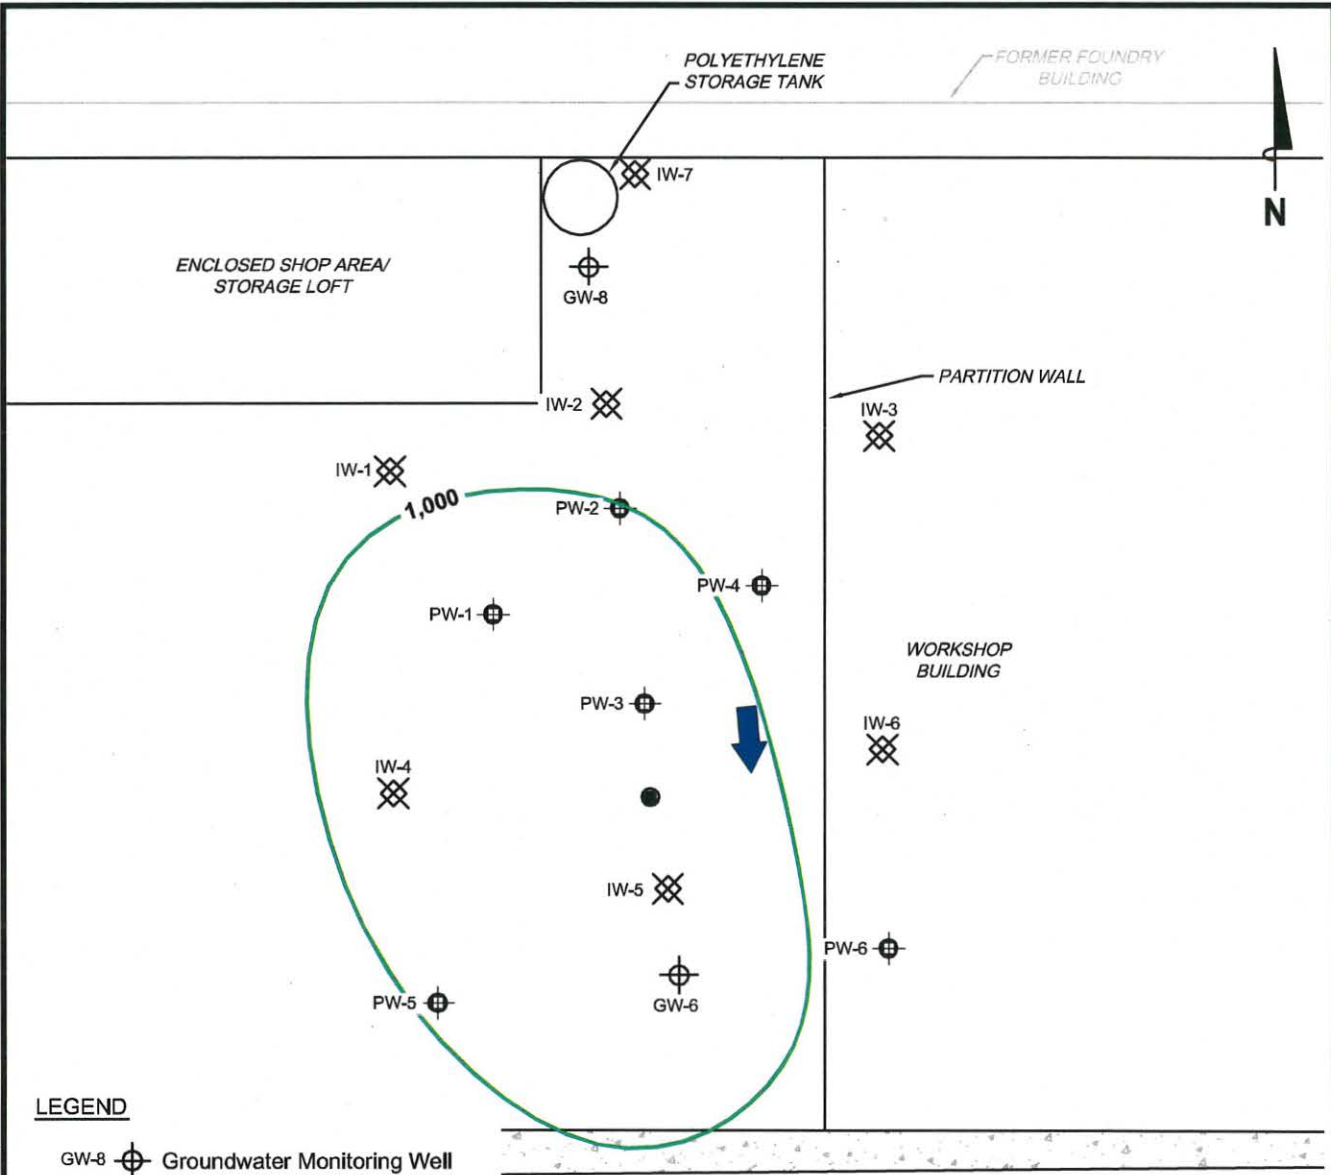 POLYETHYLENE
STORAGE TANK
FORMER FOUNDRY
BUILDING
IW-7
N
ENCLOSED SHOP AREA/
STORAGE LOFT
GW-8
PARTITION WALL
IW-2
IW-3
IW-1
1,000
PW-2
PW-4
PW-1
WORKSHOP
BUILDING
PW-3
IW-6
IW-4
IW-5
PW-6
GW-6
PW-5
LEGEND
GW-8 Groundwater Monitoring Well